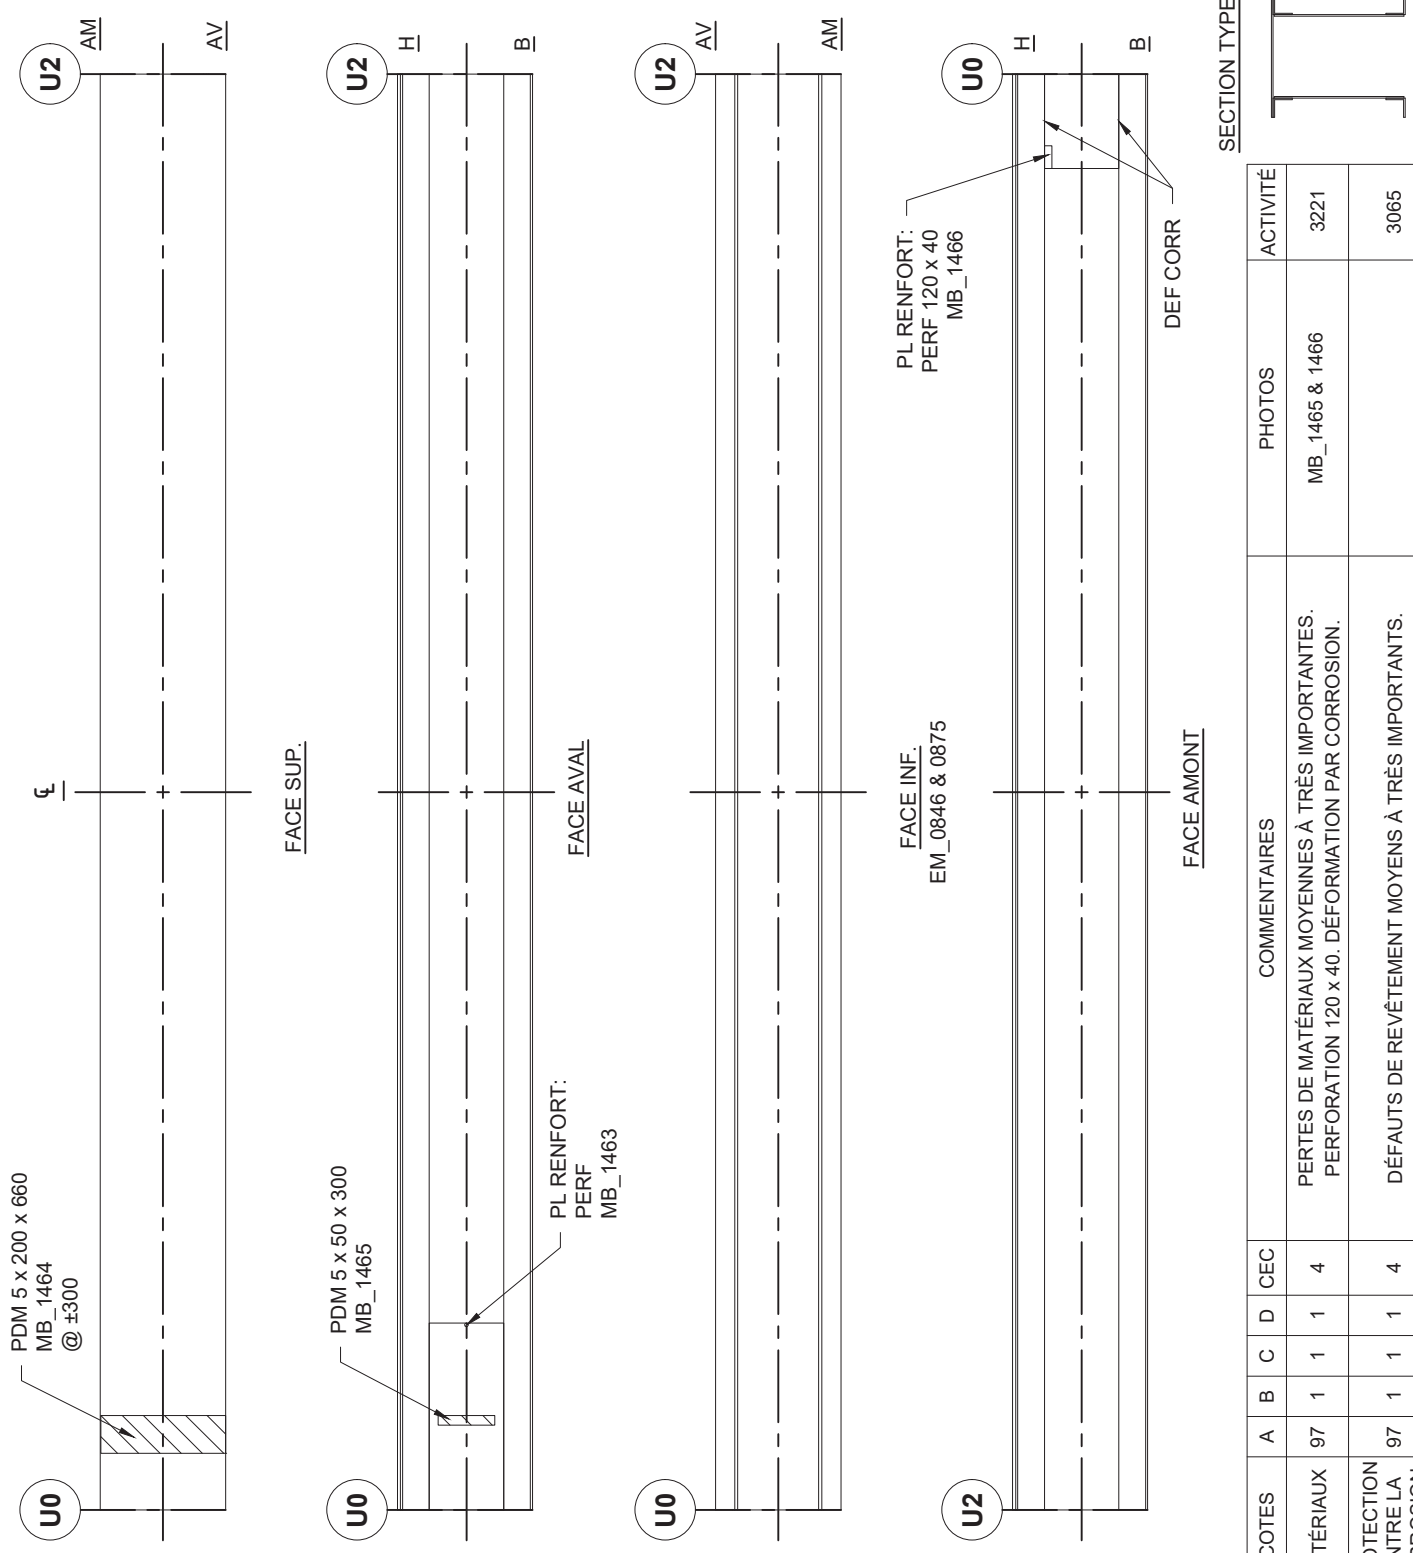 U0
PDM 5 x 200 x 660
MB_1464
@ ±300
℄
U2
AM
AV
FACE SUP.
U0
PDM 5 x 50 x 300
MB_1465
PL RENFORT:
PERF
MB_1463
U2
H
B
FACE AVAL
U0
U2
AV
AM
FACE INF.
EM_0846 & 0875
U2
PL RENFORT:
PERF 120 x 40
MB_1466
DEF CORR
U0
H
B
FACE AMONT
SECTION TYPE
COTES A B C D CEC COMMENTAIRES PHOTOS ACTIVITÉ
TÉRIAUX 97 1 1 1 4 PERTES DE MATÉRIAUX MOYENNES À TRÈS IMPORTANTES. MB_1465 & 1466 3221
PERFORATION 120 x 40. DÉFORMATION PAR CORROSION.
OTECTION 97 1 1 1 4 DÉFAUTS DE REVÊTEMENT MOYENS À TRÈS IMPORTANTS. 3065
NTRE LA